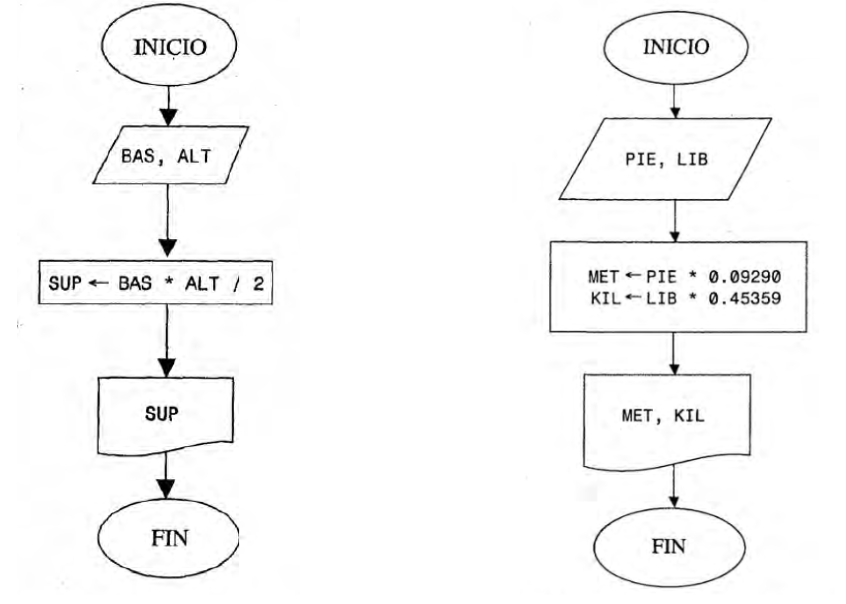 INICIO
BAS, ALT
SUP ← BAS * ALT / 2
SUP
FIN
INICIO
PIE, LIB
MET ← PIE * 0.09290
KIL ← LIB * 0.45359
MET, KIL
FIN